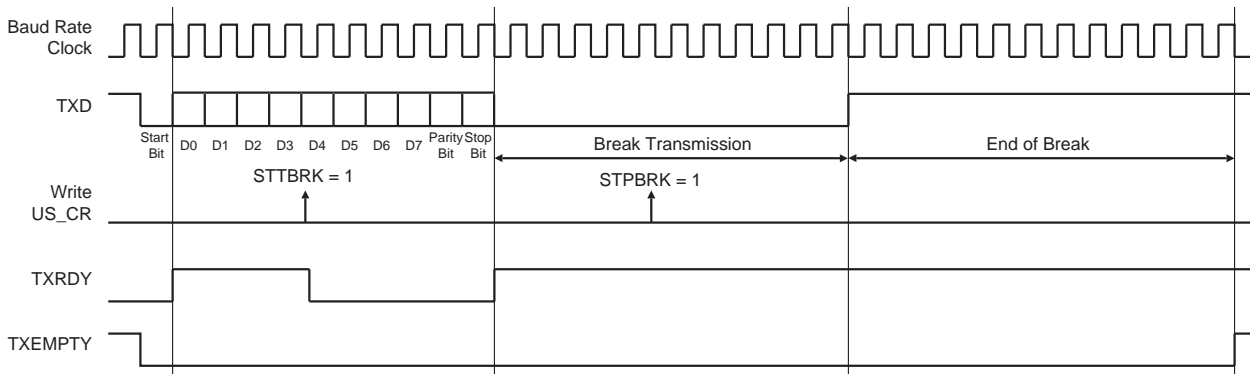 Baud Rate
Clock
TXD
Start
Bit
D0 D1 D2 D3 D4 D5 D6 D7
Parity
Bit
Stop
Bit
Break Transmission
End of Break
STTBRK = 1
STPBRK = 1
Write
US_CR
TXRDY
TXEMPTY